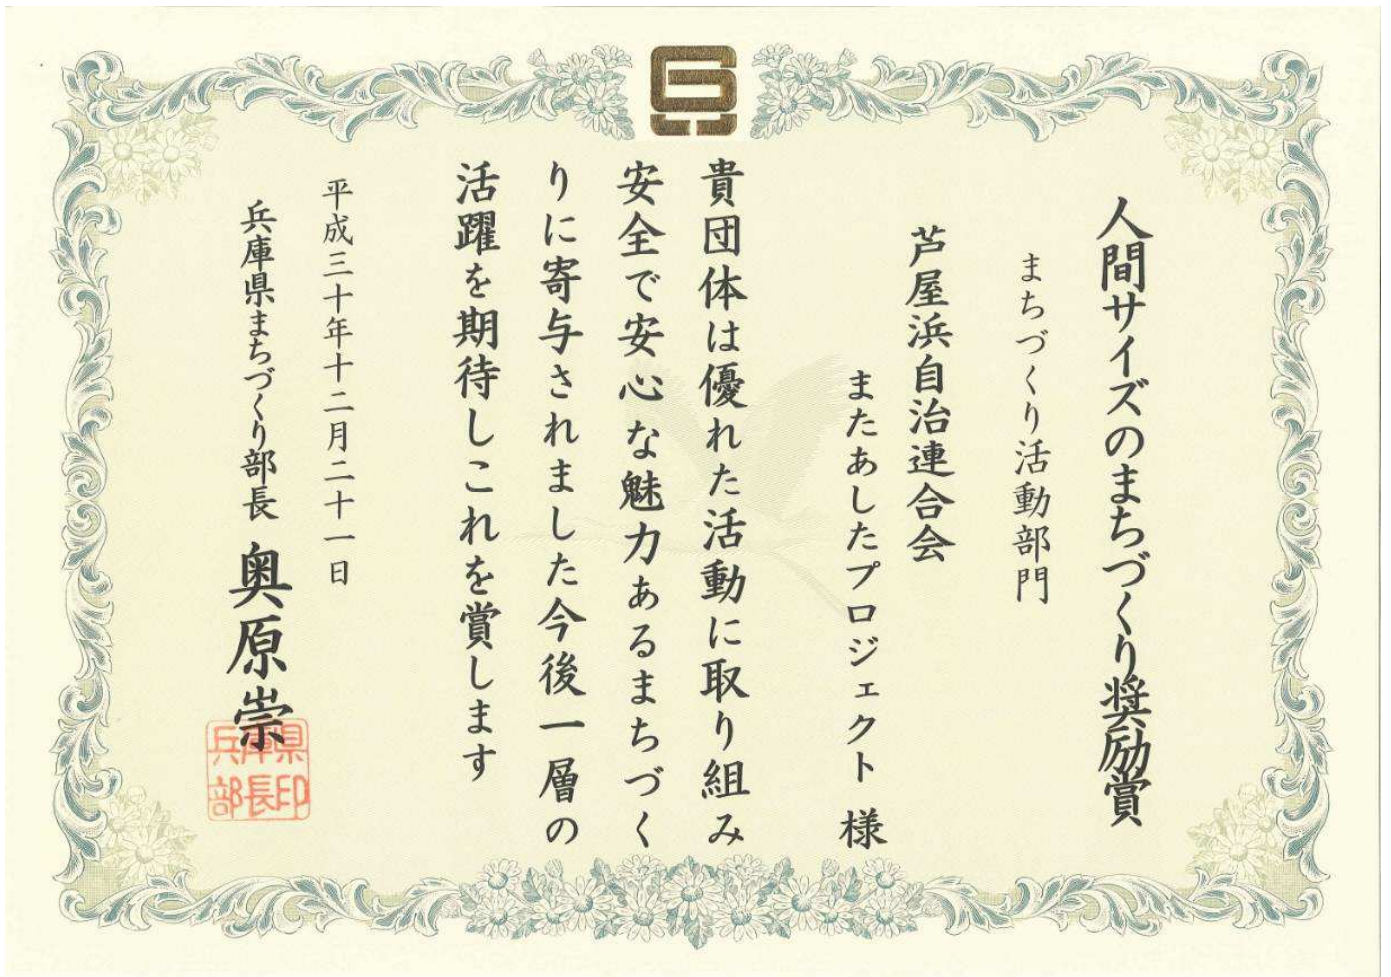 人間サイズのまちづくり奨励賞
まちづくり活動部門
芦屋浜自治連合会
またあしたプロジェクト 様
貴団体は優れた活動に取り組み
安全で安心な魅力あるまちづく
りに寄与されました今後一層の
活躍を期待しこれを賞します
平成三十年十二月二十一日
兵庫県まちづくり部長 奥原崇
兵庫県
部長印